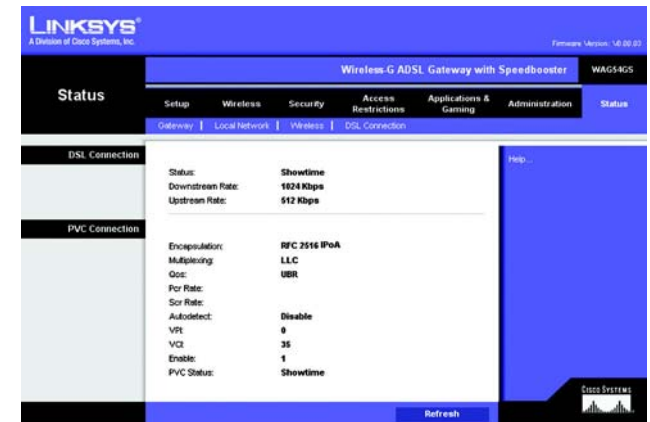 LINKSYS®
A Division of Cisco Systems, Inc.
Firmware Version: V0.00.03
Wireless-G ADSL Gateway with Speedbooster WAG54GS
Status
Setup Wireless Security Access Restrictions Applications & Gaming Administration Status
Gateway | Local Network | Wireless | DSL Connection
DSL Connection
Help...
Status: Showtime
Downstream Rate: 1024 Kbps
Upstream Rate: 512 Kbps
PVC Connection
Encapsulation: RFC 2516 IPoA
Multiplexing: LLC
Qos: UBR
Pcr Rate:
Scr Rate:
Autodetect: Disable
VPI: 0
VCI: 35
Enable: 1
PVC Status: Showtime
CISCO SYSTEMS
Refresh